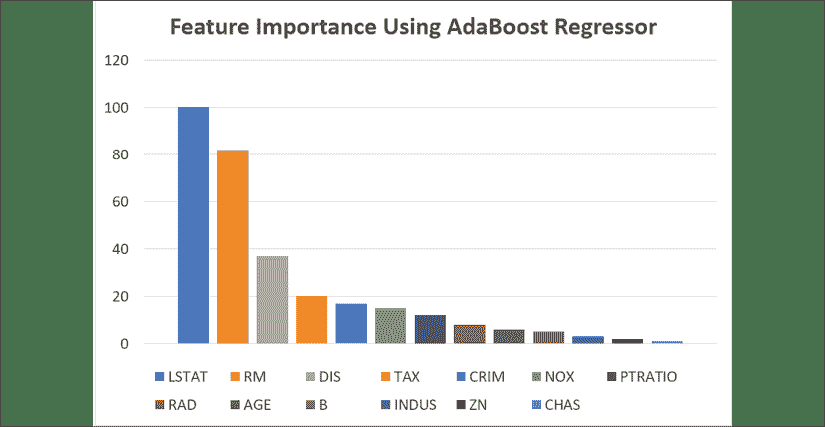 Feature Importance Using AdaBoost Regressor
120
100
80
60
40
20
0
LSTAT RM DIS TAX CRIM NOX PTRATIO
RAD AGE B INDUS ZN CHAS